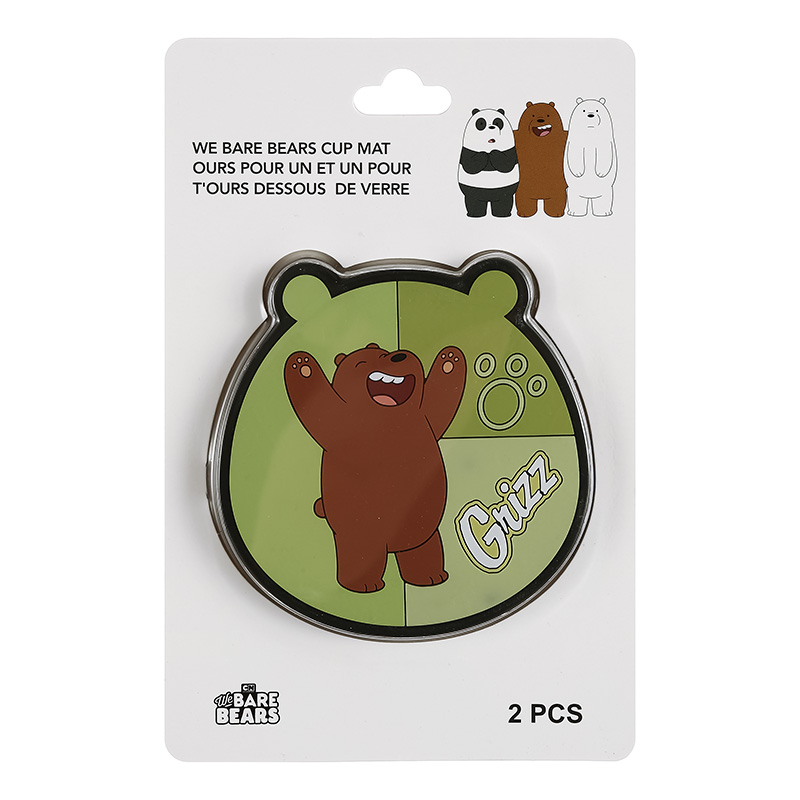 WE BARE BEARS CUP MAT
OURS POUR UN ET UN POUR
T'OURS DESSOUS DE VERRE
Grizz
CN
We BARE
BEARS
2 PCS